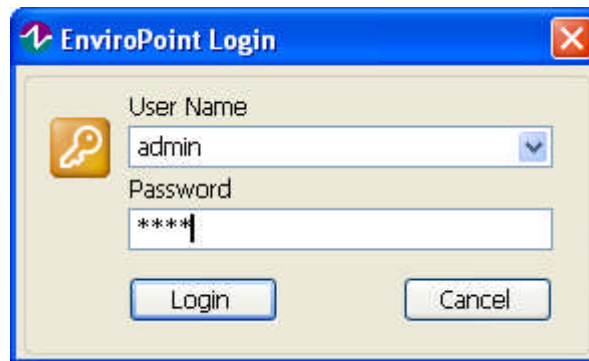 EnviroPoint Login
User Name
admin
Password
****
Login Cancel